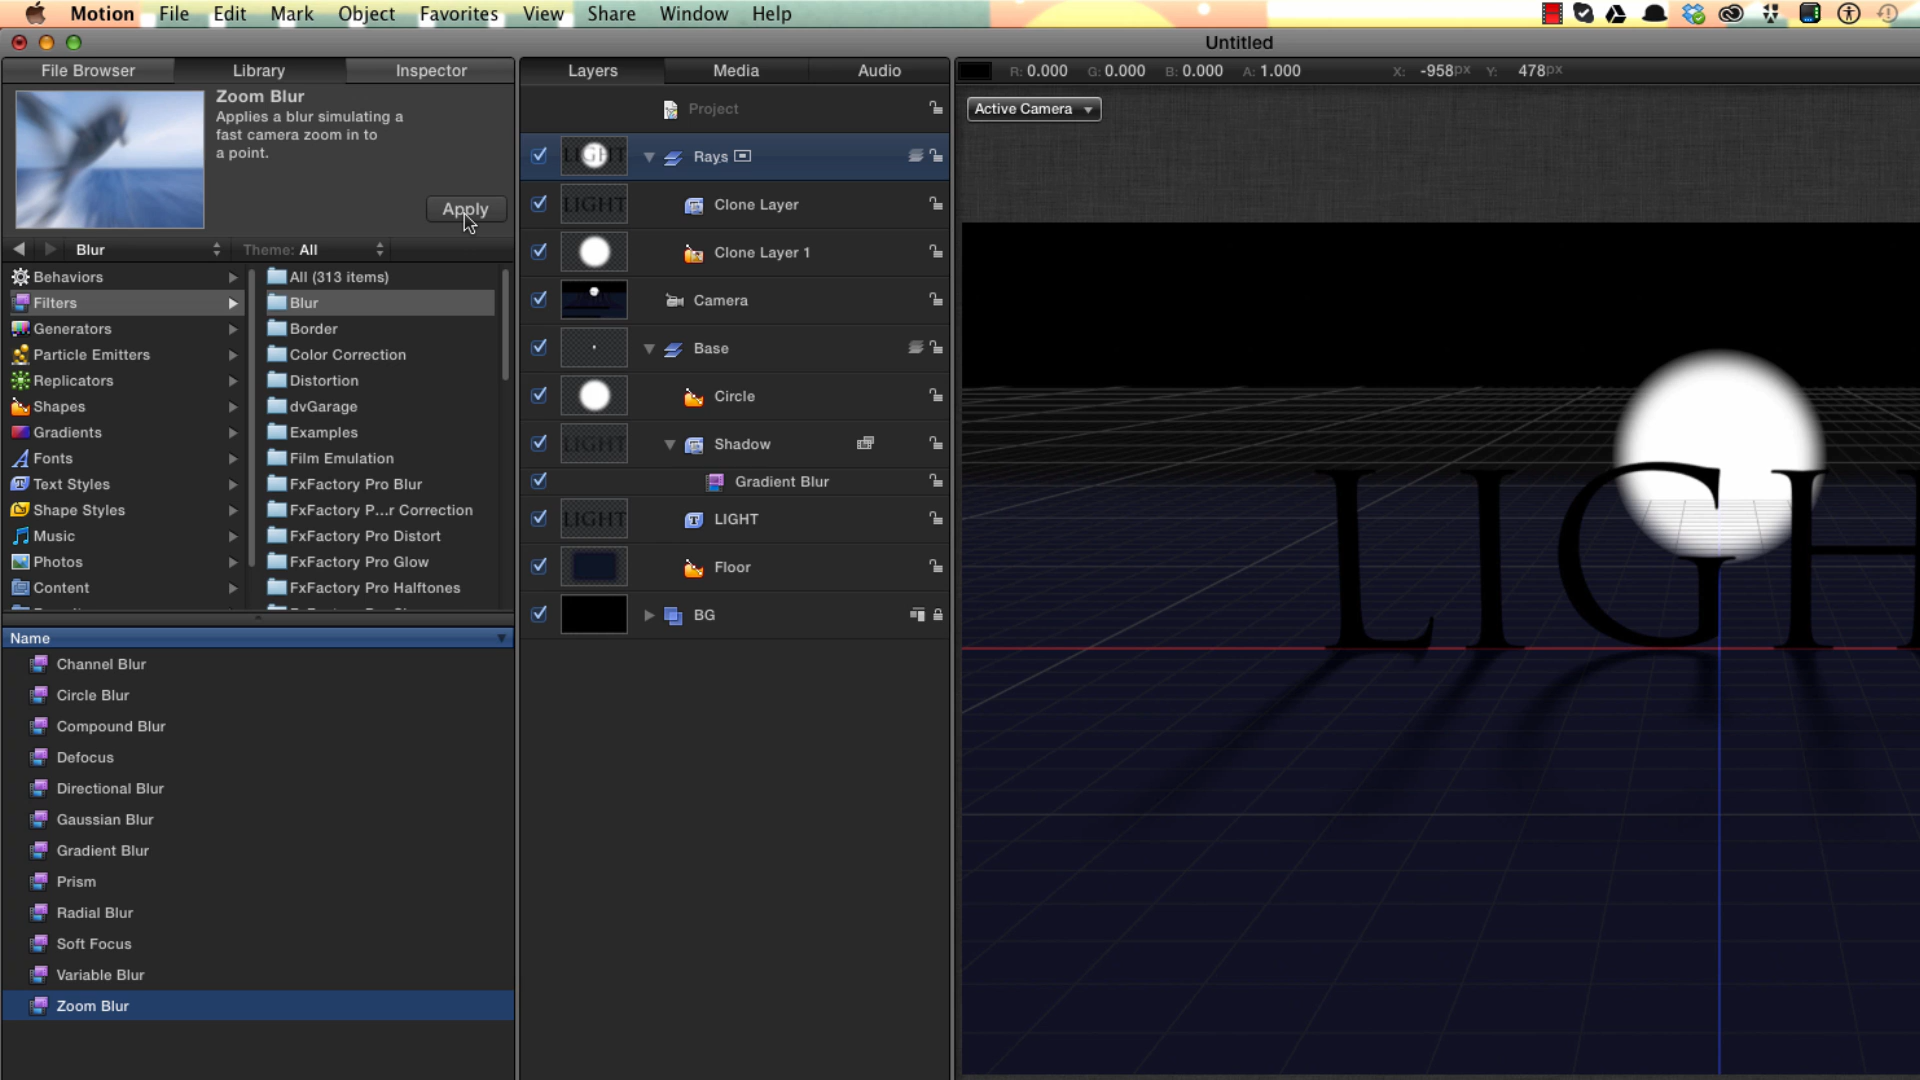 Motion File Edit Mark Object Favorites View Share Window Help
Untitled
File Browser Library Inspector
Zoom Blur
Applies a blur simulating a
fast camera zoom in to
a point.
Apply
Blur Theme: All
Behaviors
Filters
Generators
Particle Emitters
Replicators
Shapes
Gradients
Fonts
Text Styles
Shape Styles
Music
Photos
Content
All (313 items)
Blur
Border
Color Correction
Distortion
dvGarage
Examples
Film Emulation
FxFactory Pro Blur
FxFactory P...r Correction
FxFactory Pro Distort
FxFactory Pro Glow
FxFactory Pro Halftones
Name
Channel Blur
Circle Blur
Compound Blur
Defocus
Directional Blur
Gaussian Blur
Gradient Blur
Prism
Radial Blur
Soft Focus
Variable Blur
Zoom Blur
Layers Media Audio
Project
LIGHT Rays
LIGHT Clone Layer
Clone Layer 1
Camera
Base
Circle
LIGHT Shadow
Gradient Blur
LIGHT LIGHT
Floor
BG
R: 0.000 G: 0.000 B: 0.000 A: 1.000 X: -958px Y: 478px
Active Camera
LIGH